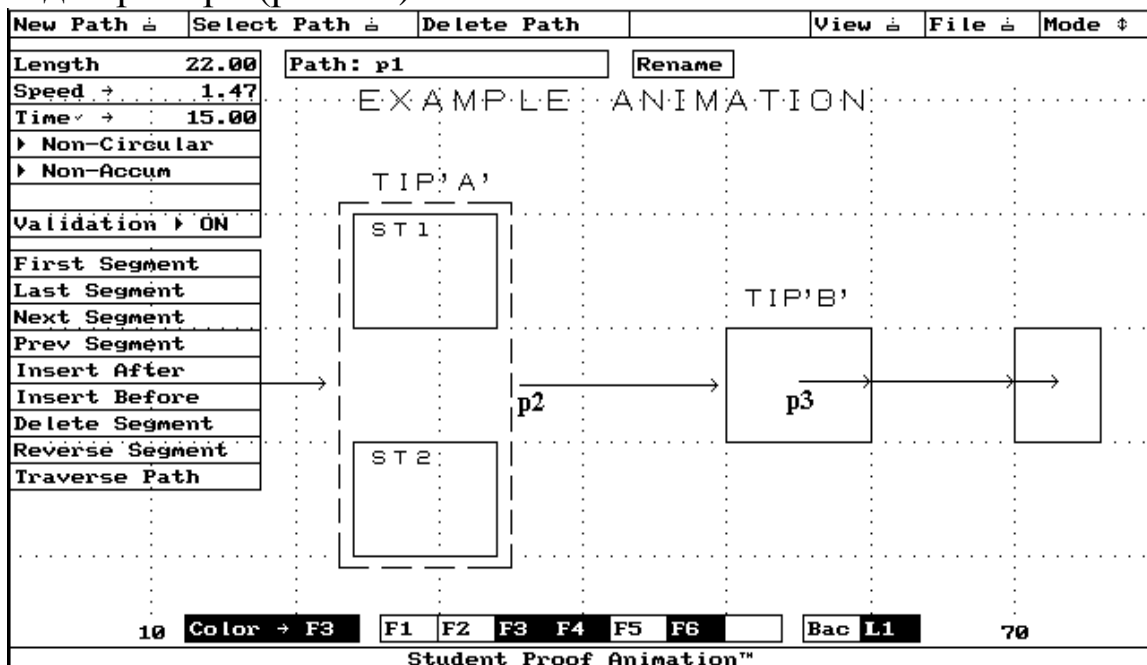 New Path Select Path Delete Path View File Mode
Length 22.00 Path: p1 Rename
Speed → 1.47
EXAMPLE ANIMATION
Time✓ → 15.00
▸ Non-Circular
▸ Non-Accum
TIP'A'
Validation ▸ ON
ST1
First Segment
Last Segment
TIP'B'
Next Segment
Prev Segment
Insert After
Insert Before
p2 p3
Delete Segment
Reverse Segment
ST2
Traverse Path
10 Color → F3 F1 F2 F3 F4 F5 F6 Bac L1 70
Student Proof Animation™